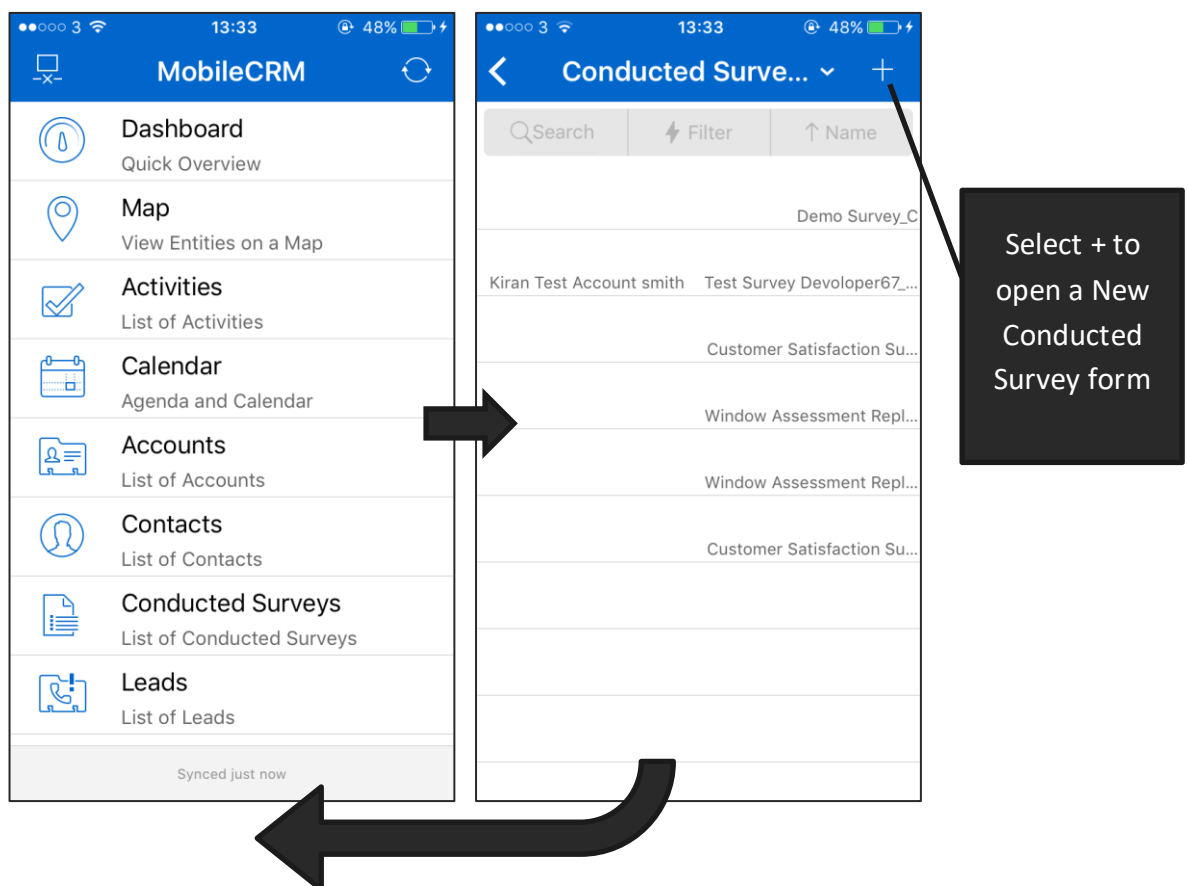 3 13:33 48%
MobileCRM
Dashboard
Quick Overview
Map
View Entities on a Map
Activities
List of Activities
Calendar
Agenda and Calendar
Accounts
List of Accounts
Contacts
List of Contacts
Conducted Surveys
List of Conducted Surveys
Leads
List of Leads
Synced just now
3 13:33 48%
Conducted Surve...
Search Filter Name
Demo Survey_C
Kiran Test Account smith Test Survey Devoloper67_...
Customer Satisfaction Su...
Window Assessment Repl...
Window Assessment Repl...
Customer Satisfaction Su...
Select + to
open a New
Conducted
Survey form